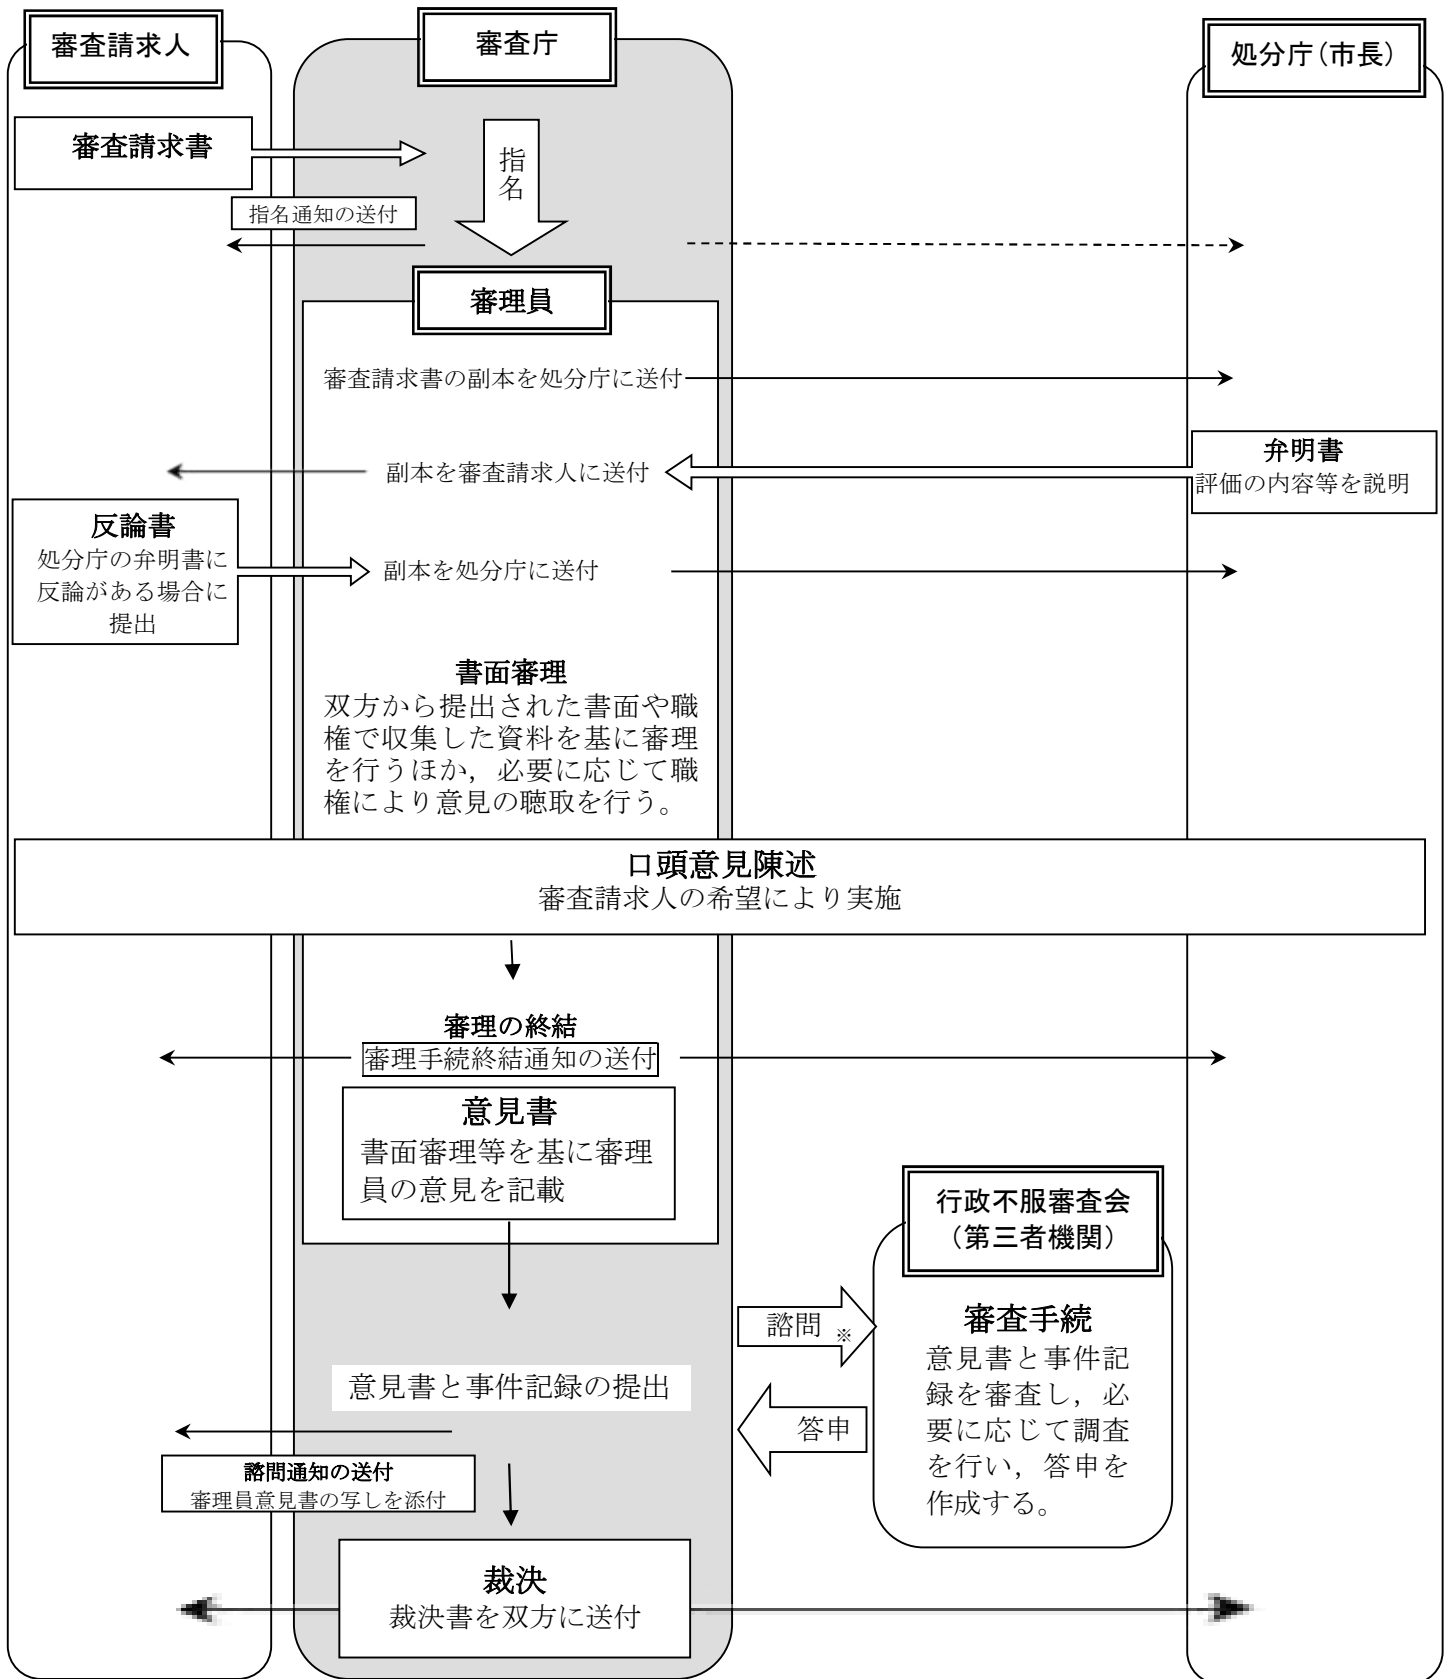 審査請求人
審査庁
処分庁(市長)
審査請求書
指
名
指名通知の送付
審理員
審査請求書の副本を処分庁に送付
弁明書
評価の内容等を説明
副本を審査請求人に送付
反論書
処分庁の弁明書に
反論がある場合に
提出
副本を処分庁に送付
書面審理
双方から提出された書面や職
権で収集した資料を基に審理
を行うほか，必要に応じて職
権により意見の聴取を行う。
口頭意見陳述
審査請求人の希望により実施
審理の終結
審理手続終結通知の送付
意見書
書面審理等を基に審理
員の意見を記載
行政不服審査会
（第三者機関）
諮問 ※
審査手続
意見書と事件記
録を審査し，必
要に応じて調査
を行い，答申を
作成する。
意見書と事件記録の提出
答申
諮問通知の送付
審理員意見書の写しを添付
裁決
裁決書を双方に送付